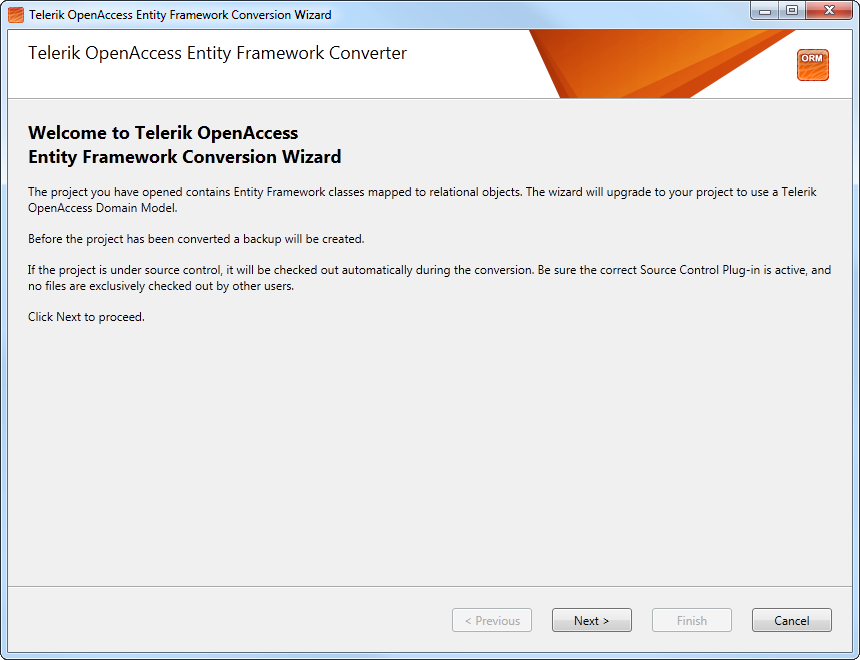 Telerik OpenAccess Entity Framework Conversion Wizard
Telerik OpenAccess Entity Framework Converter
ORM
Welcome to Telerik OpenAccess
Entity Framework Conversion Wizard
The project you have opened contains Entity Framework classes mapped to relational objects. The wizard will upgrade to your project to use a Telerik
OpenAccess Domain Model.
Before the project has been converted a backup will be created.
If the project is under source control, it will be checked out automatically during the conversion. Be sure the correct Source Control Plug-in is active, and
no files are exclusively checked out by other users.
Click Next to proceed.
< Previous
Next >
Finish
Cancel